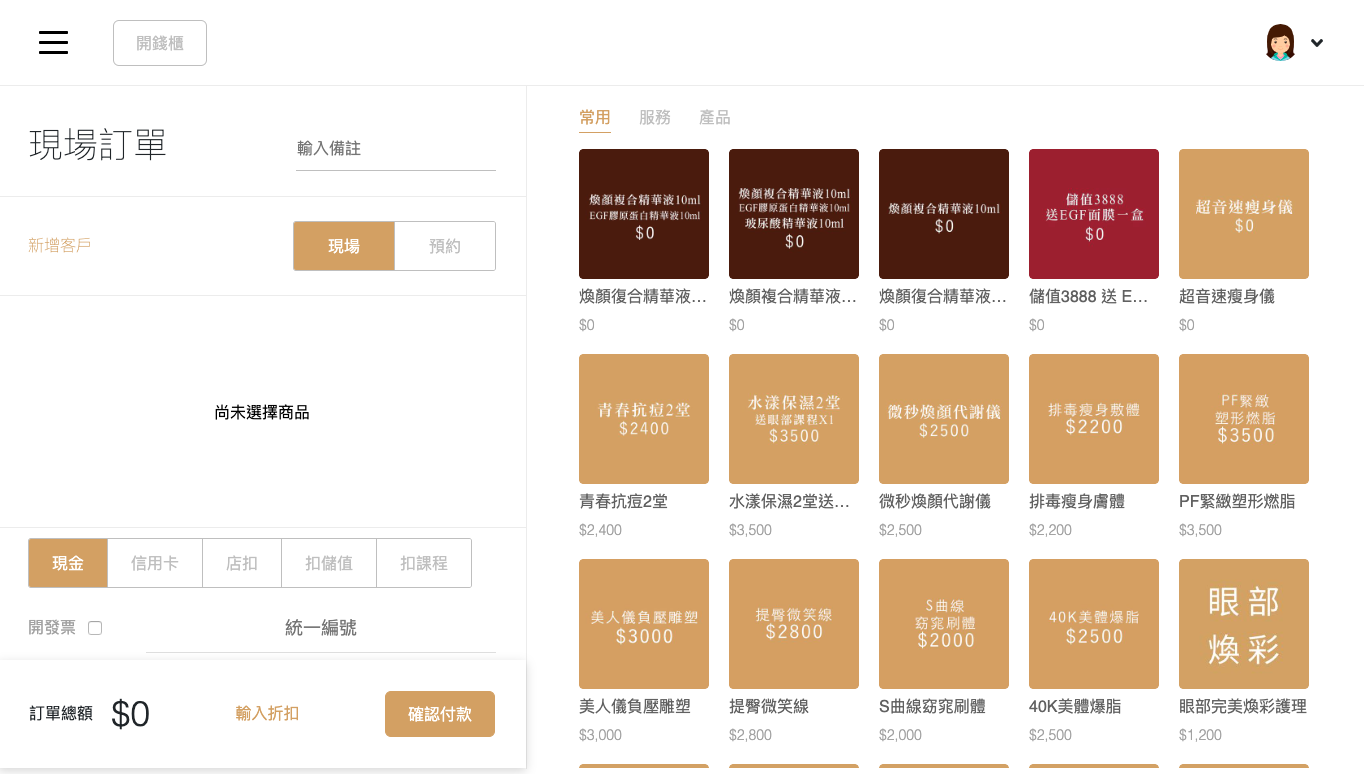 開錢櫃
現場訂單
輸入備註
新增客戶
現場
預約
尚未選擇商品
現金
信用卡
店扣
扣儲值
扣課程
開發票
統一編號
訂單總額
$0
輸入折扣
確認付款
常用
服務
產品
煥顏複合精華液10ml
EGF膠原蛋白精華液10ml
$0
煥顏復合精華液…
$0
煥顏複合精華液10ml
EGF膠原蛋白精華液10ml
玻尿酸精華液10ml
$0
煥顏複合精華液…
$0
煥顏複合精華液10ml
$0
煥顏復合精華液…
$0
儲值3888
送EGF面膜一盒
$0
儲值3888 送 E…
$0
超音速瘦身儀
$0
超音速瘦身儀
$0
青春抗痘2堂
$2400
青春抗痘2堂
$2,400
水漾保濕2堂
送眼部課程X1
$3500
水漾保濕2堂送…
$3,500
微秒煥顏代謝儀
$2500
微秒煥顏代謝儀
$2,500
排毒瘦身敷體
$2200
排毒瘦身膚體
$2,200
PF緊緻
塑形燃脂
$3500
PF緊緻塑形燃脂
$3,500
美人儀負壓雕塑
$3000
美人儀負壓雕塑
$3,000
提臀微笑線
$2800
提臀微笑線
$2,800
S曲線
窈窕刷體
$2000
S曲線窈窕刷體
$2,000
40K美體爆脂
$2500
40K美體爆脂
$2,500
眼部
煥彩
眼部完美煥彩護理
$1,200